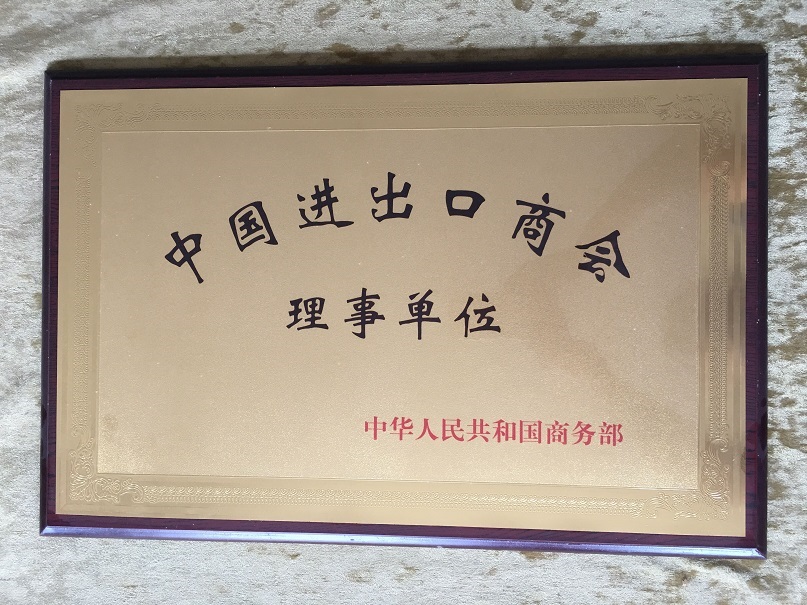 中国进出口商会
理事单位
中华人民共和国商务部